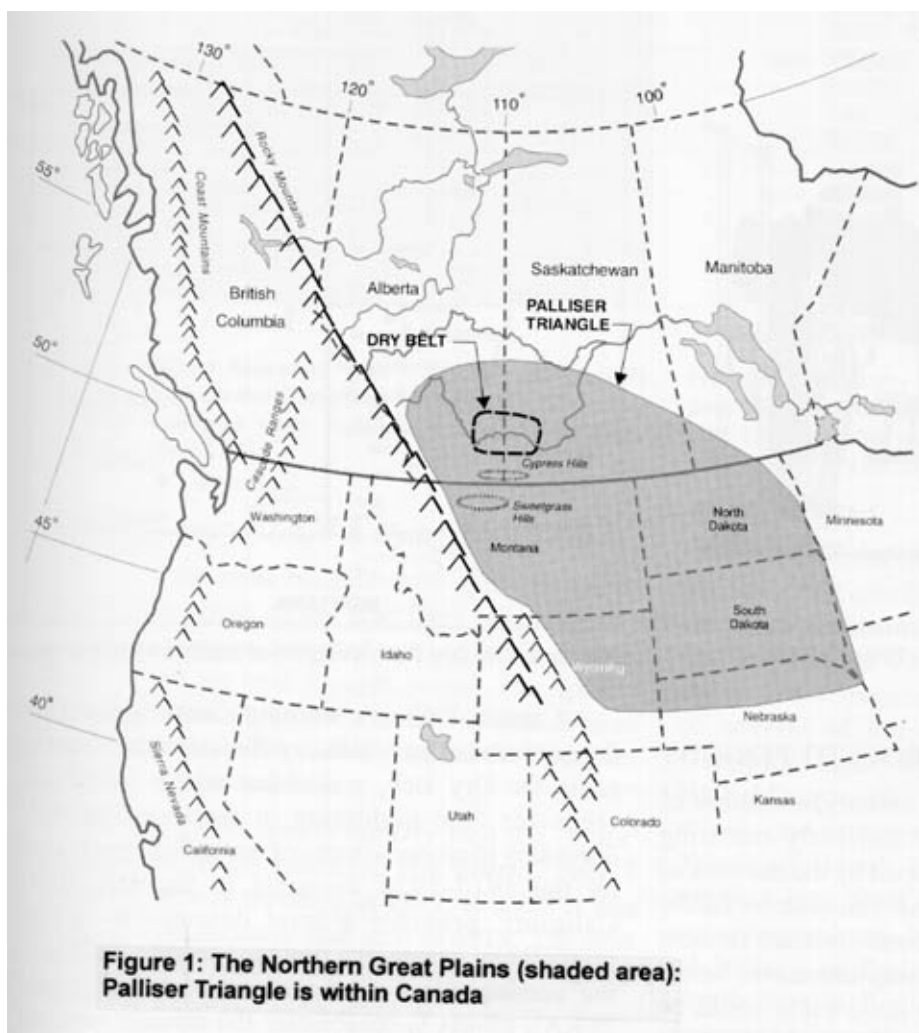 130°
120°
110°
100°
55°
50°
45°
40°
Rocky Mountains
Coast Mountains
British
Columbia
Alberta
Saskatchewan
Manitoba
PALLISER
TRIANGLE
DRY BELT
Cascade Ranges
Cypress Hills
Sweetgrass
Hills
Washington
Montana
North
Dakota
Minnesota
South
Dakota
Oregon
Idaho
Nebraska
Sierra Nevada
California
Utah
Colorado
Kansas
Figure 1: The Northern Great Plains (shaded area):
Palliser Triangle is within Canada